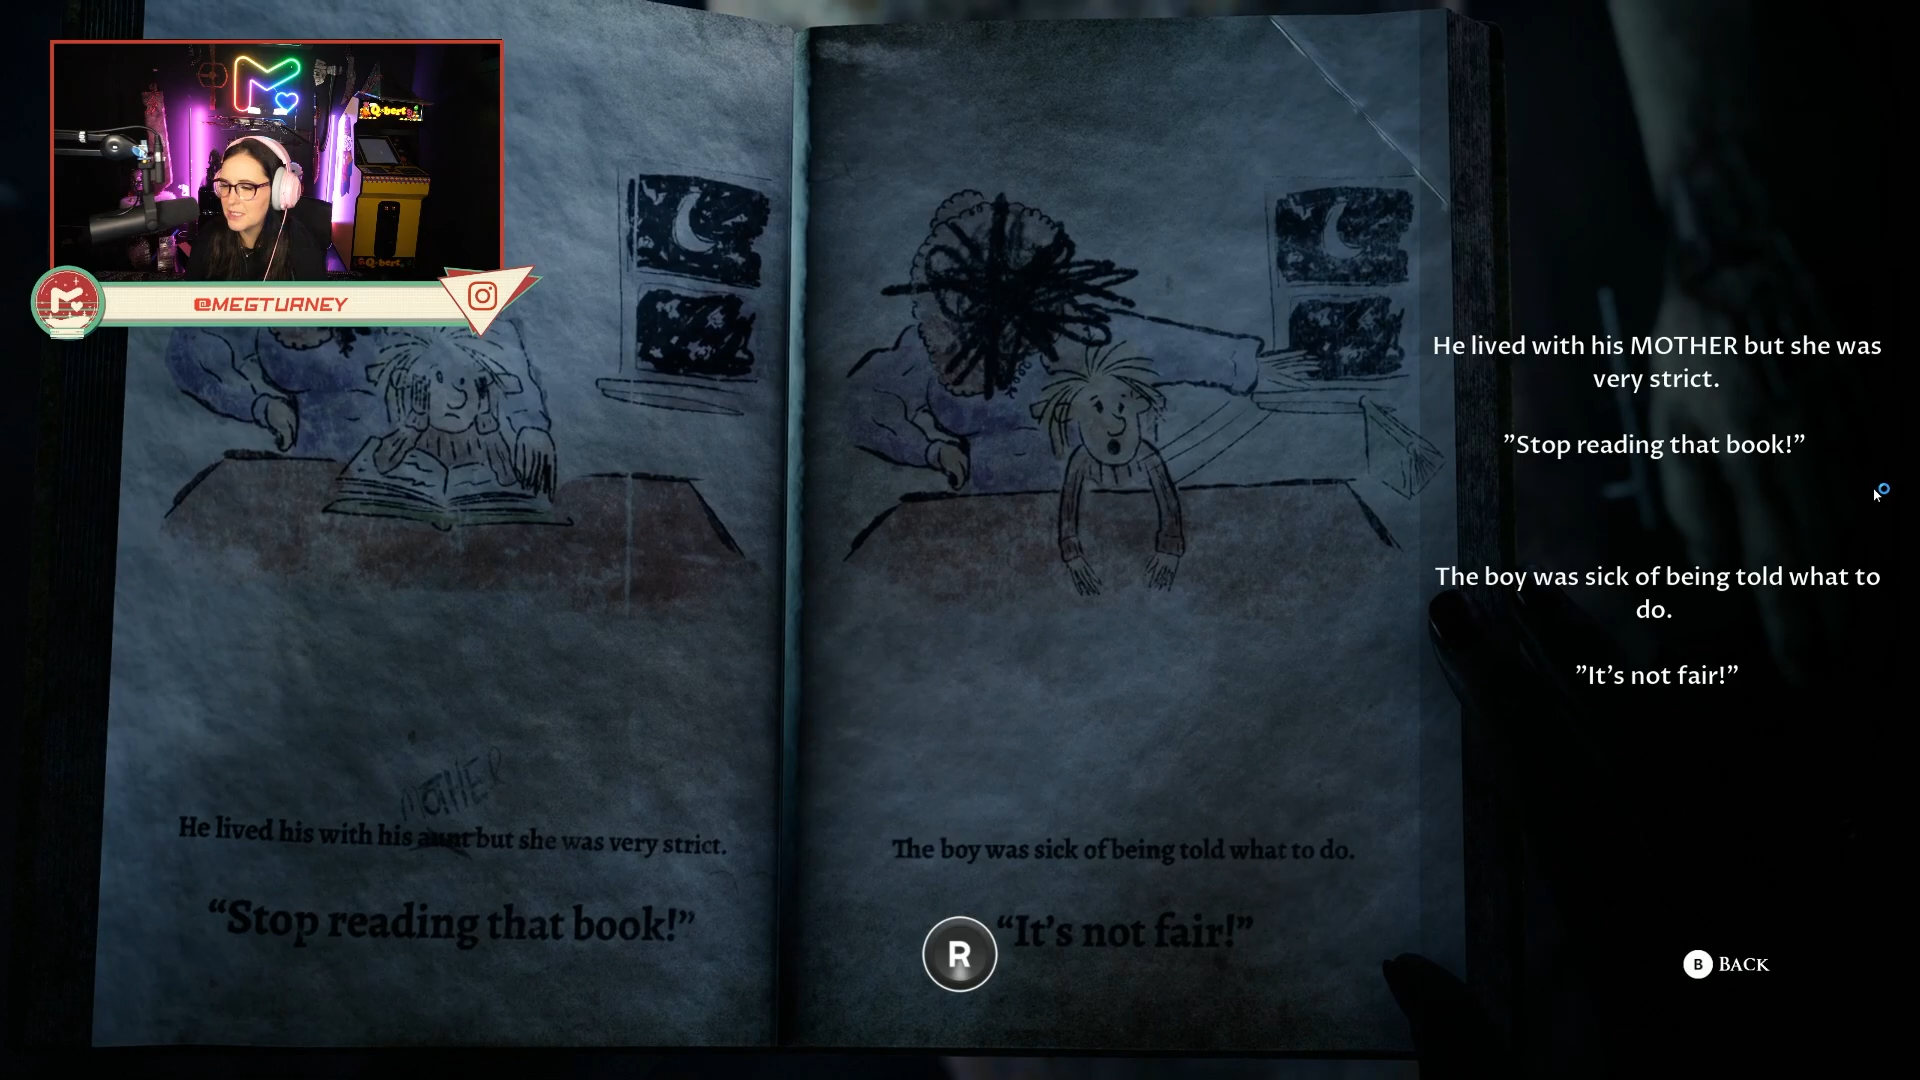 Q*bert
@MEGTURNEY
MOTHER
He lived his with his aunt but she was very strict.
“Stop reading that book!”
The boy was sick of being told what to do.
“It’s not fair!”
R
He lived with his MOTHER but she was
very strict.
”Stop reading that book!”
The boy was sick of being told what to
do.
”It’s not fair!”
B BACK